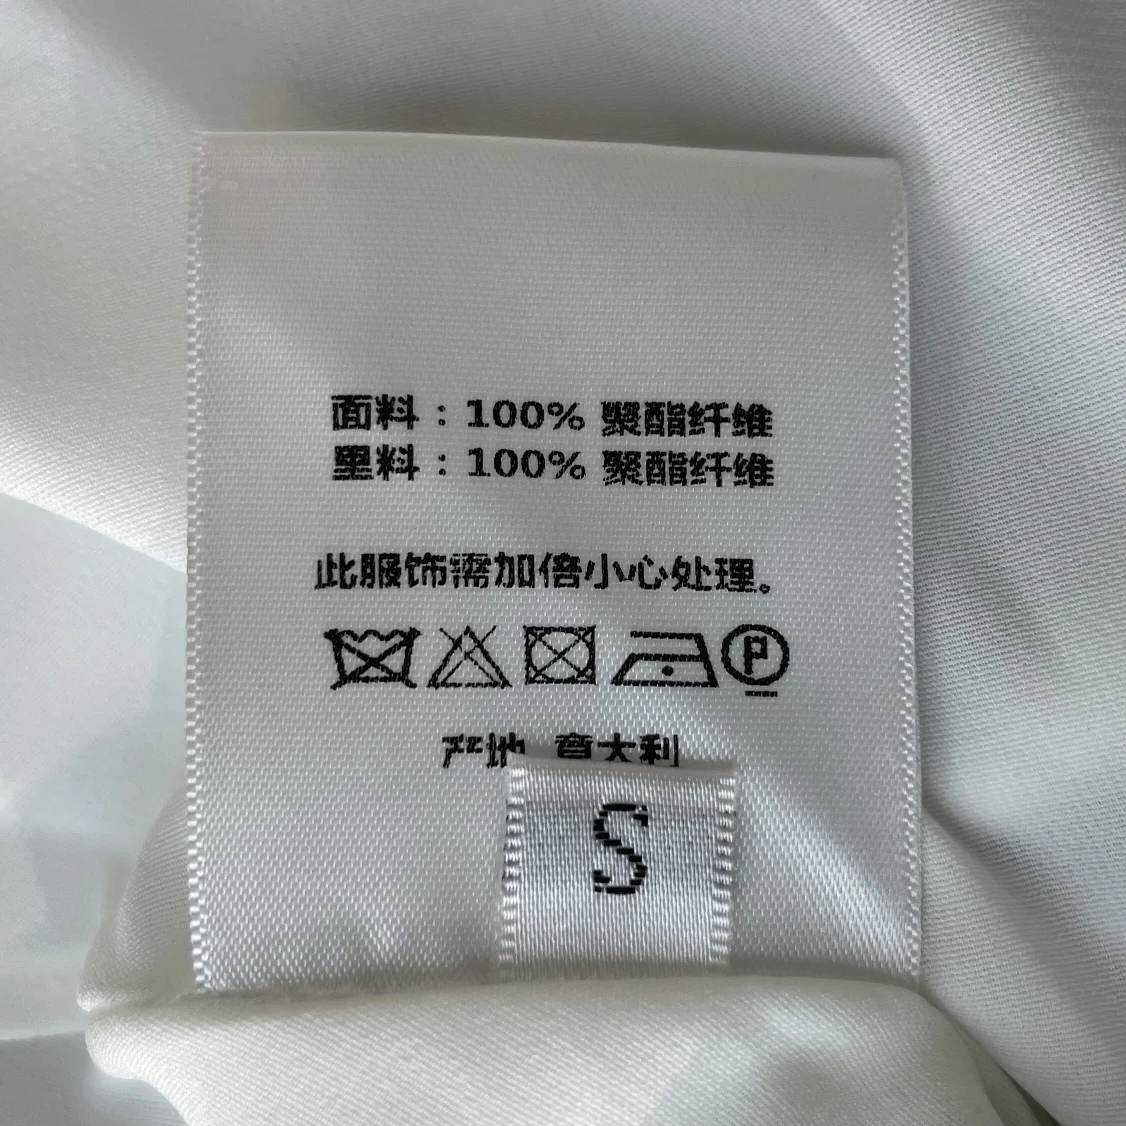 面料：100% 聚酯纤维
里料：100% 聚酯纤维
此服饰需加倍小心处理。
P
产地 意大利
S